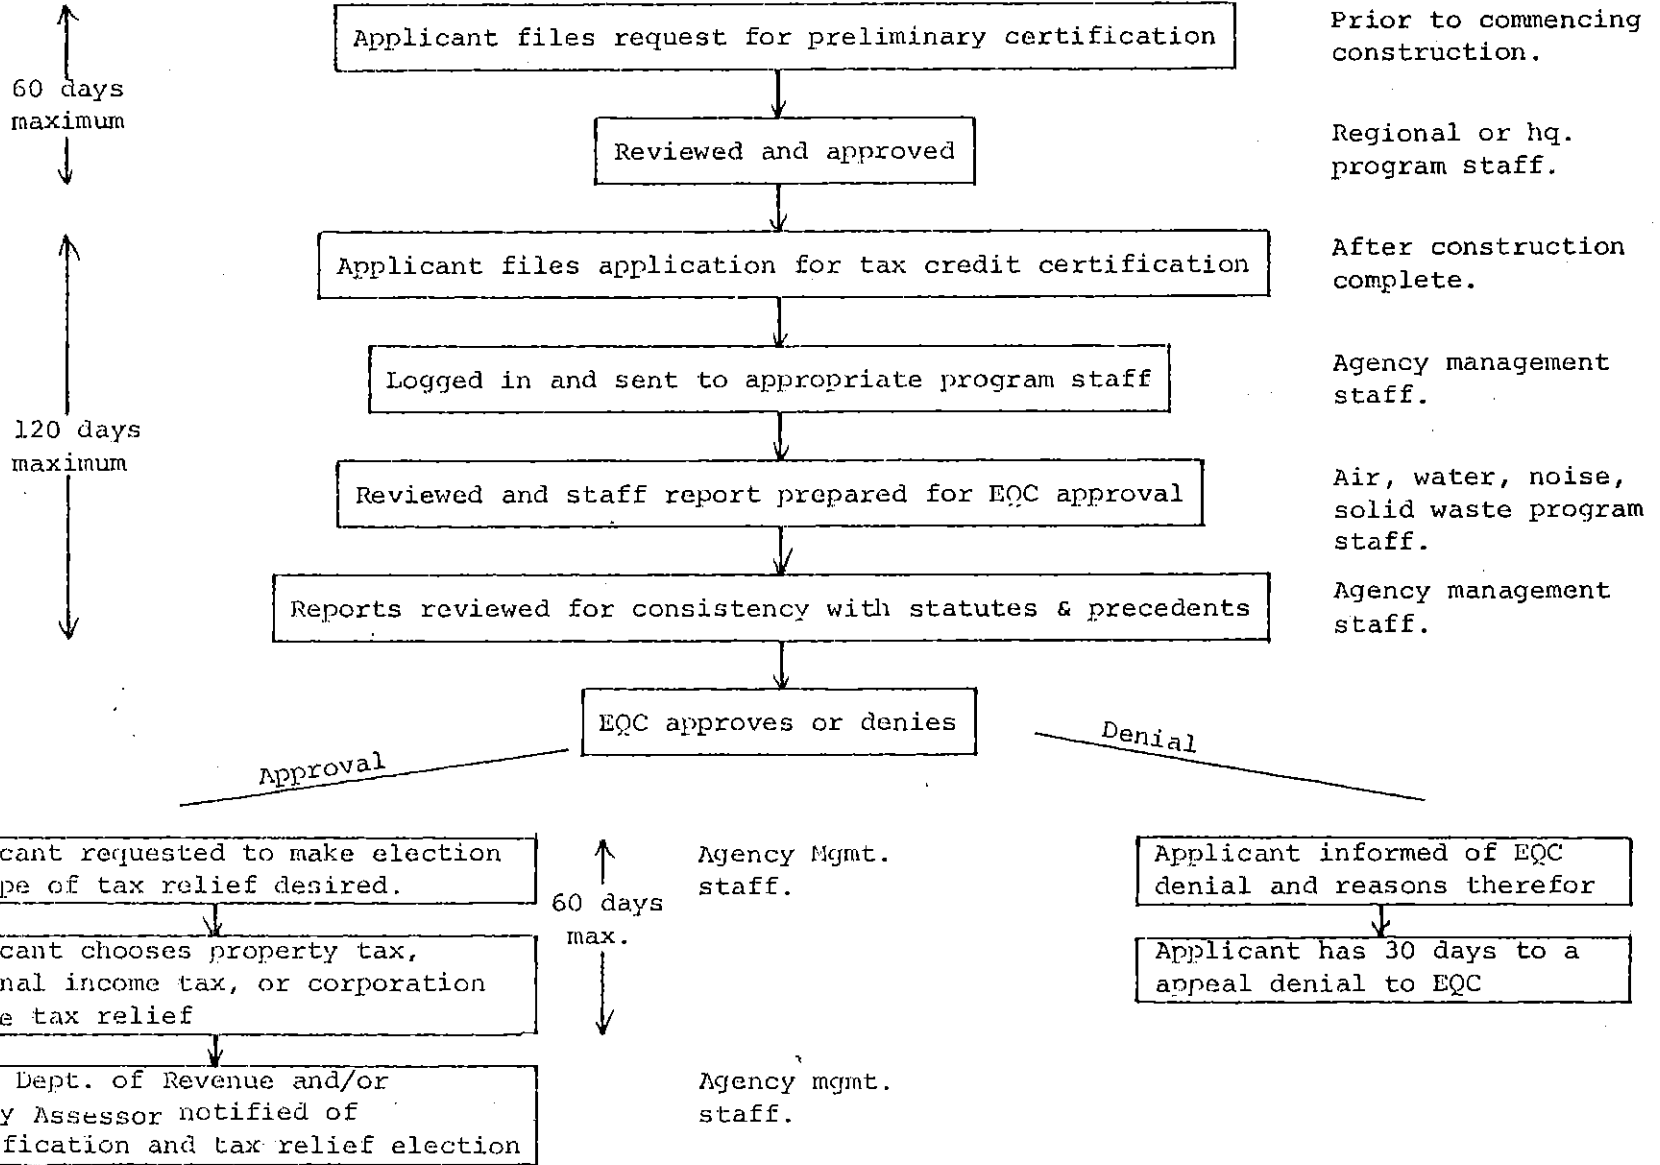 Applicant files request for preliminary certification
Prior to commencing
construction.
60 days
maximum
Reviewed and approved
Regional or hq.
program staff.
Applicant files application for tax credit certification
After construction
complete.
Logged in and sent to appropriate program staff
Agency management
staff.
120 days
maximum
Reviewed and staff report prepared for EQC approval
Air, water, noise,
solid waste program
staff.
Reports reviewed for consistency with statutes & precedents
Agency management
staff.
EQC approves or denies
Approval
Denial
cant requested to make election
pe of tax relief desired.
60 days
max.
Agency Mgmt.
staff.
Applicant informed of EQC
denial and reasons therefor
icant chooses property tax,
nal income tax, or corporation
e tax relief
Applicant has 30 days to a
appeal denial to EQC
Dept. of Revenue and/or
y Assessor notified of
ification and tax relief election
Agency mgmt.
staff.